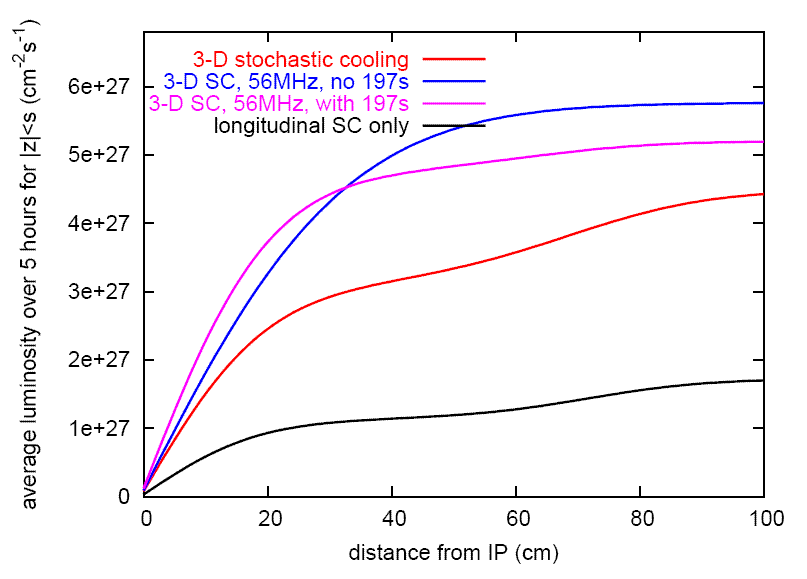 average luminosity over 5 hours for |z|<s (cm⁻²s⁻¹)
6e+27
5e+27
4e+27
3e+27
2e+27
1e+27
0
3-D stochastic cooling
3-D SC, 56MHz, no 197s
3-D SC, 56MHz, with 197s
longitudinal SC only
0 20 40 60 80 100
distance from IP (cm)